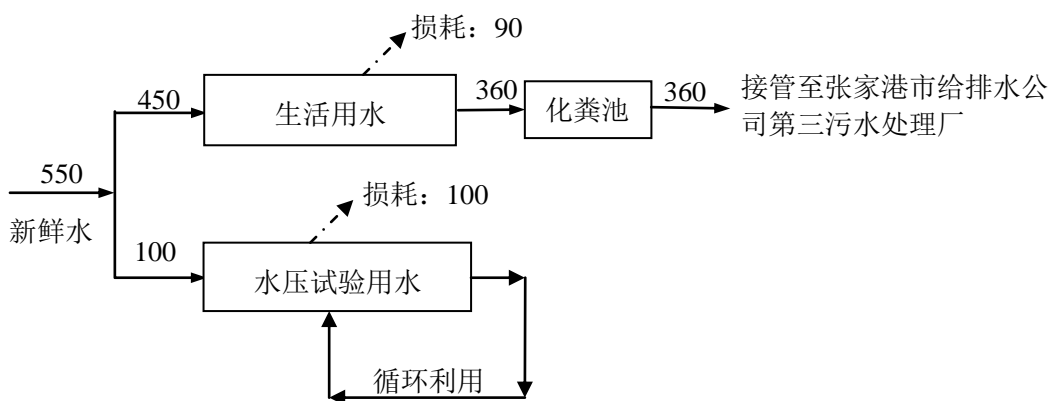 损耗：90
450
生活用水
360
化粪池
360
接管至张家港市给排水公
司第三污水处理厂
550
新鲜水
损耗：100
100
水压试验用水
循环利用